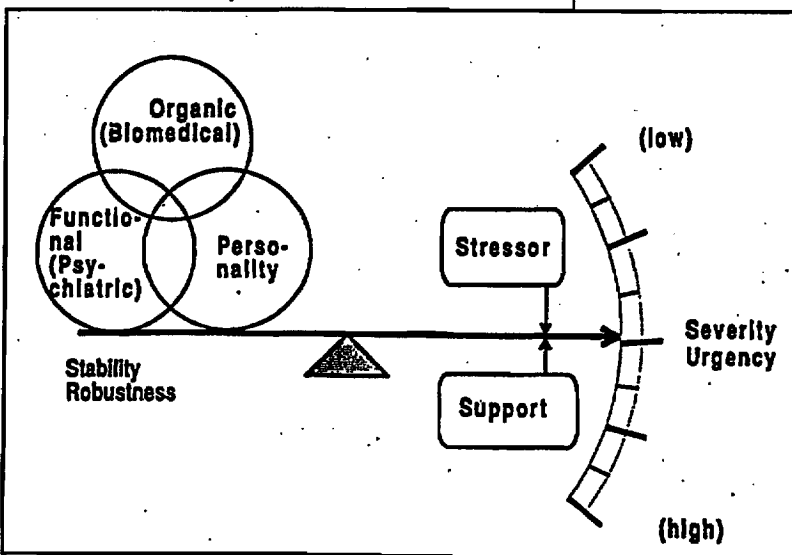 Organic
(Biomedical)
Functio-
nal
(Psy-
chiatric)
Perso-
nality
Stability
Robustness
Stressor
Support
(low)
Severity
Urgency
(high)